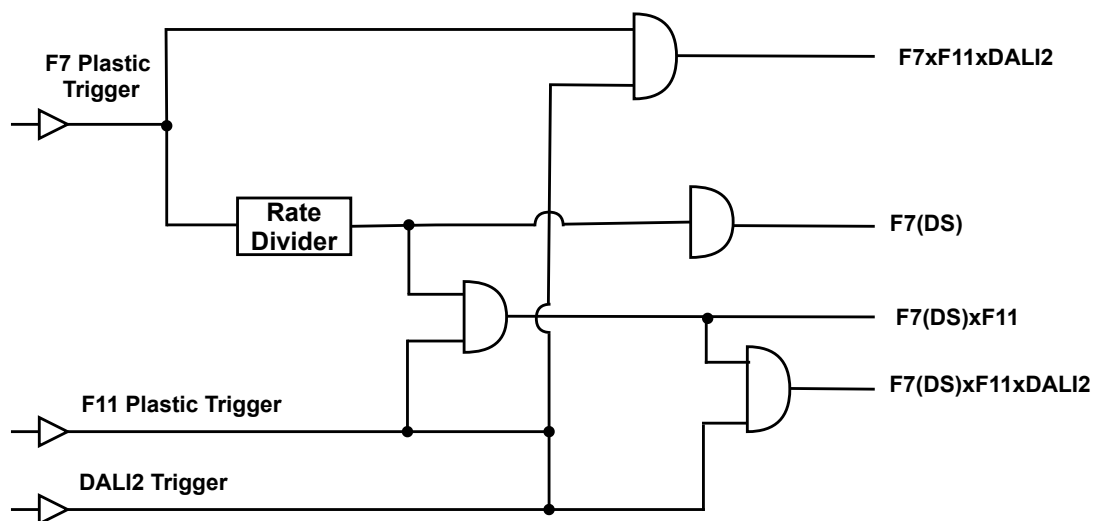 F7 Plastic
Trigger
F7xF11xDALI2
Rate
Divider
F7(DS)
F7(DS)xF11
F7(DS)xF11xDALI2
F11 Plastic Trigger
DALI2 Trigger